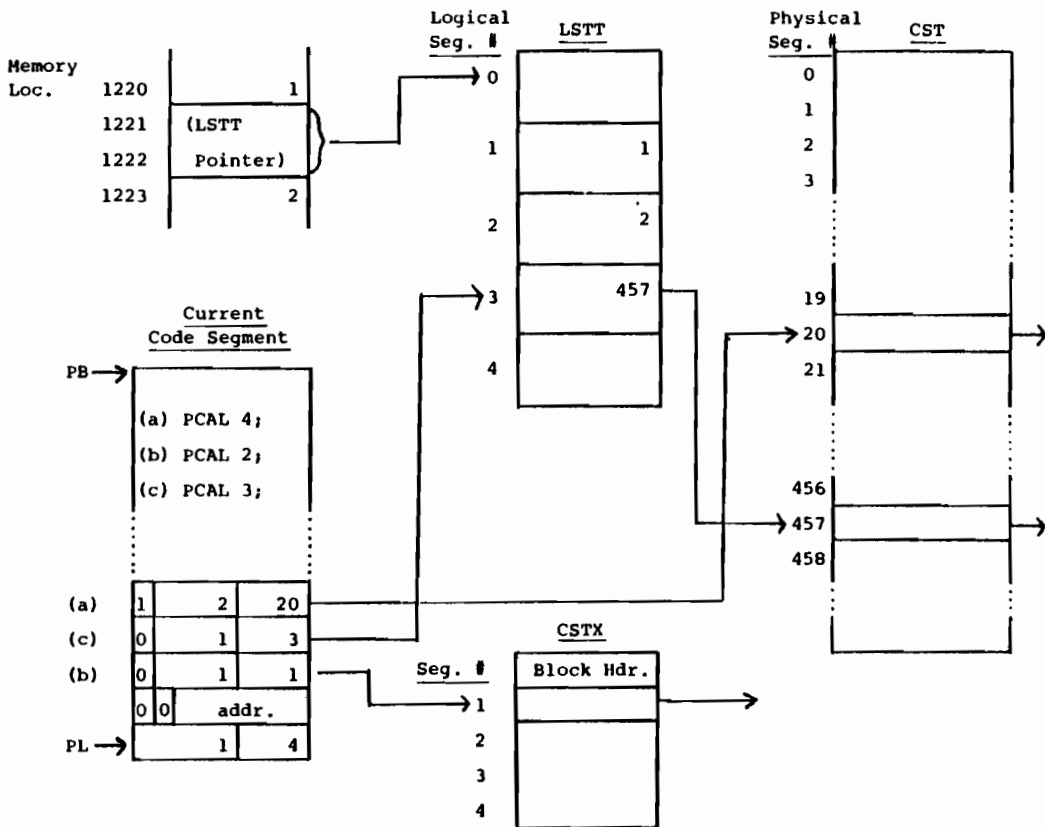 Logical
Seg. #
LSTT
Physical
Seg. #
CST
Memory
Loc.
1220 1
1221 (LSTT
1222 Pointer)
1223 2
0
1 1
2 2
3 457
4
0
1
2
3
19
20
21
456
457
458
Current
Code Segment
PB
(a) PCAL 4;
(b) PCAL 2;
(c) PCAL 3;
(a) 1 2 20
(c) 0 1 3
(b) 0 1 1
0 0 addr.
PL 1 4
CSTX
Seg. # Block Hdr.
1
2
3
4